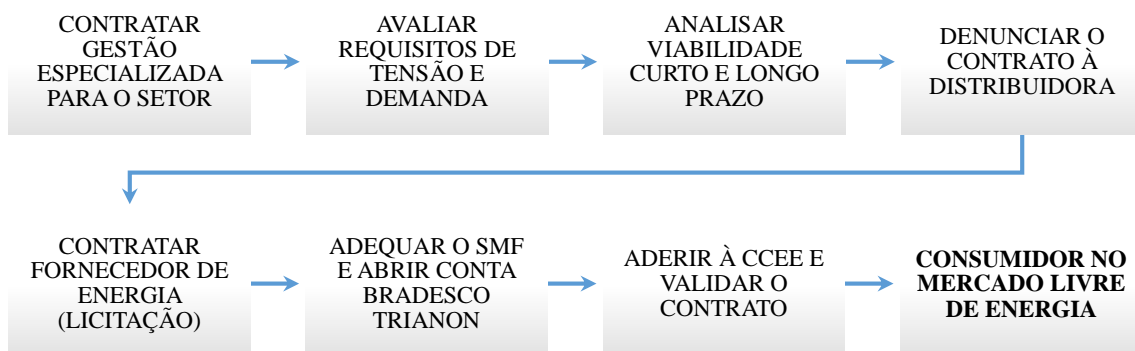 CONTRATAR
GESTÃO
ESPECIALIZADA
PARA O SETOR
AVALIAR
REQUISITOS DE
TENSÃO E
DEMANDA
ANALISAR
VIABILIDADE
CURTO E LONGO
PRAZO
DENUNCIAR O
CONTRATO À
DISTRIBUIDORA
CONTRATAR
FORNECEDOR DE
ENERGIA
(LICITAÇÃO)
ADEQUAR O SMF
E ABRIR CONTA
BRADESCO
TRIANON
ADERIR À CCEE E
VALIDAR O
CONTRATO
CONSUMIDOR NO
MERCADO LIVRE
DE ENERGIA